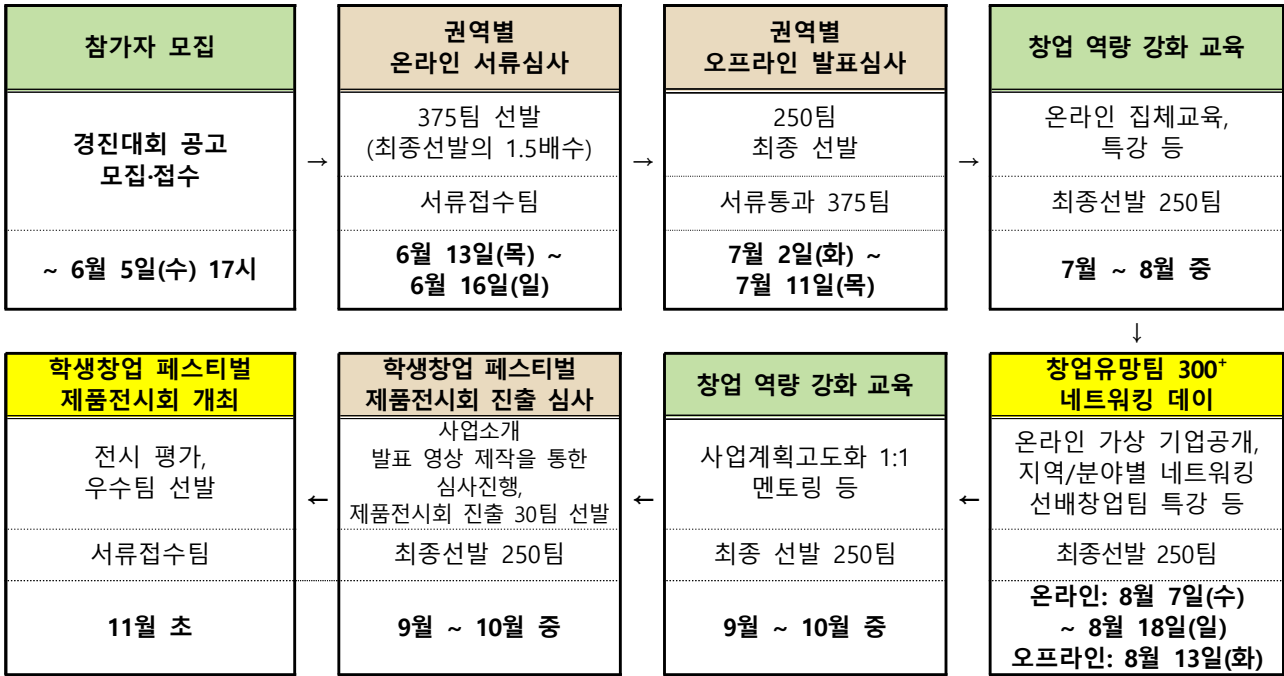 참가자 모집
경진대회 공고
모집·접수
~ 6월 5일(수) 17시
→
권역별
온라인 서류심사
375팀 선발
(최종선발의 1.5배수)
서류접수팀
6월 13일(목) ~
6월 16일(일)
→
권역별
오프라인 발표심사
250팀
최종 선발
서류통과 375팀
7월 2일(화) ~
7월 11일(목)
→
창업 역량 강화 교육
온라인 집체교육,
특강 등
최종선발 250팀
7월 ~ 8월 중
↓
창업유망팀 300⁺
네트워킹 데이
온라인 가상 기업공개,
지역/분야별 네트워킹
선배창업팀 특강 등
최종선발 250팀
온라인: 8월 7일(수)
~ 8월 18일(일)
오프라인: 8월 13일(화)
←
창업 역량 강화 교육
사업계획고도화 1:1
멘토링 등
최종 선발 250팀
9월 ~ 10월 중
←
학생창업 페스티벌
제품전시회 진출 심사
사업소개
발표 영상 제작을 통한
심사진행,
제품전시회 진출 30팀 선발
최종선발 250팀
9월 ~ 10월 중
←
학생창업 페스티벌
제품전시회 개최
전시 평가,
우수팀 선발
서류접수팀
11월 초